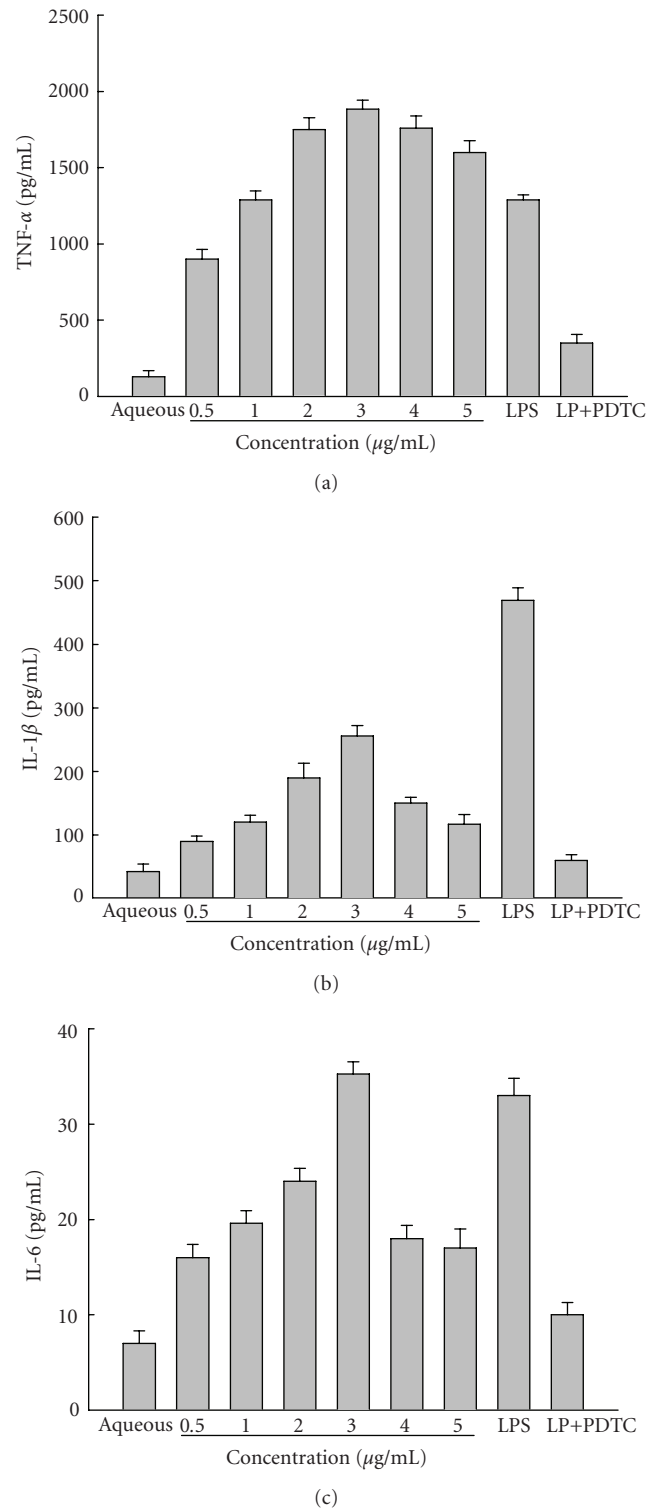 2500
2000
1500
1000
500
0
TNF-α (pg/mL)
Aqueous 0.5 1 2 3 4 5 LPS LP+PDTC
Concentration (μg/mL)
(a)
600
500
400
300
200
100
0
IL-1β (pg/mL)
Aqueous 0.5 1 2 3 4 5 LPS LP+PDTC
Concentration (μg/mL)
(b)
40
30
20
10
0
IL-6 (pg/mL)
Aqueous 0.5 1 2 3 4 5 LPS LP+PDTC
Concentration (μg/mL)
(c)